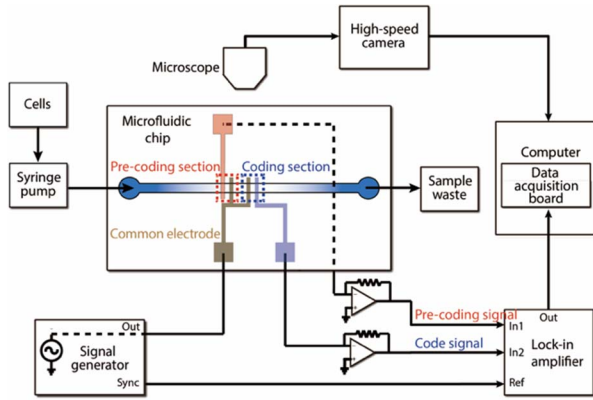 High-speed
camera
Microscope
Cells
Microfluidic
chip
Computer
Data
acquisition
board
Pre-coding section
Coding section
Syringe
pump
Sample
waste
Common electrode
Out
Signal
generator
Sync
Pre-coding signal
Code signal
Out
In1
In2
Lock-in
amplifier
Ref